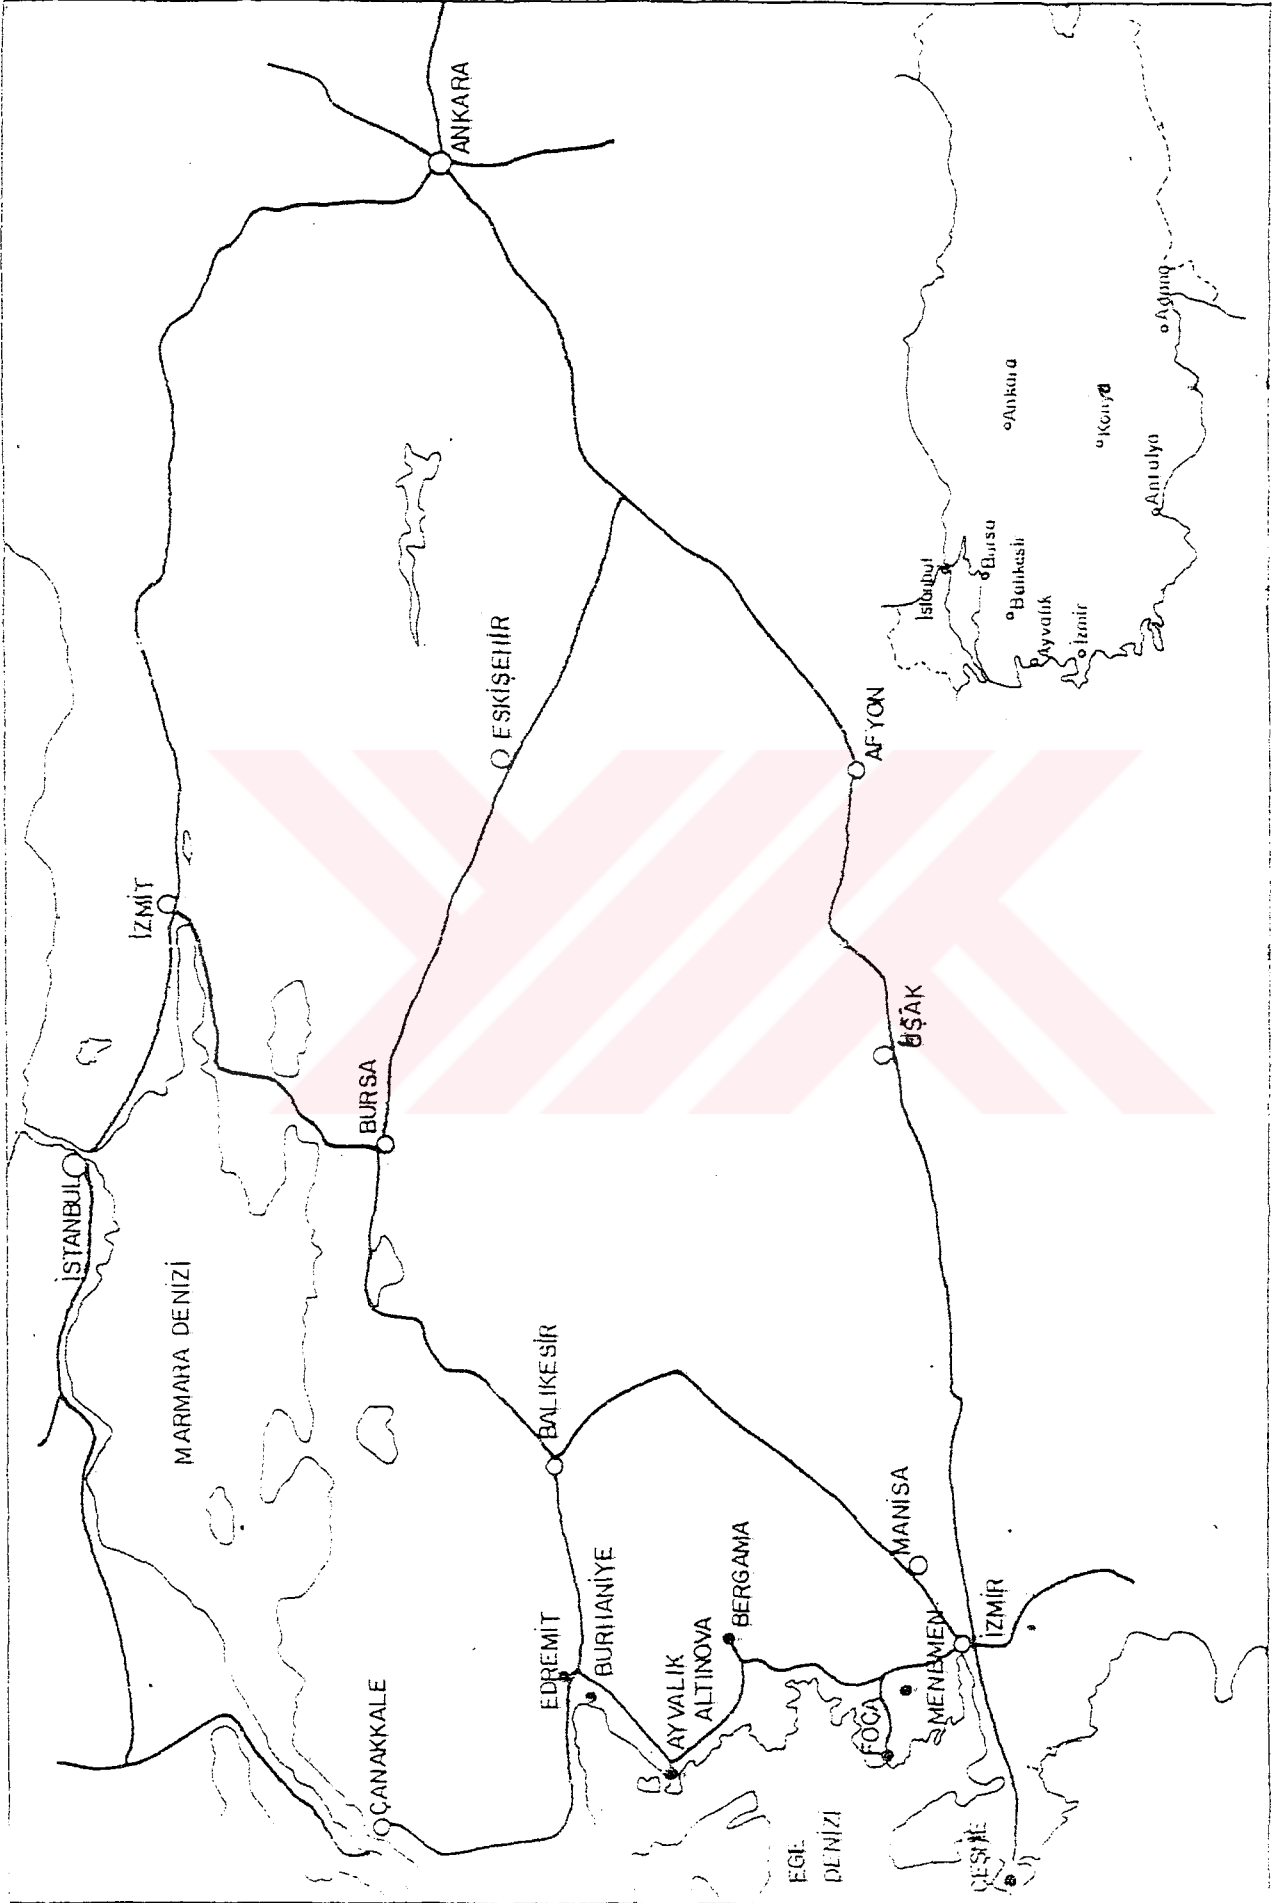 İSTANBUL
MARMARA DENİZİ
İZMİT
ANKARA
BURSA
ESKİŞEHİR
ÇANAKKALE
BALIKESİR
EDREMİT
BURHANİYE
AYVALIK
ALTINOVA
BERGAMA
EGE
DENİZİ
FOÇA
MENEMEN
MANİSA
İZMİR
ÇEŞME
UŞAK
AFYON
İstanbul
Bursa
Balıkesir
Ayvalık
İzmir
Ankara
Konya
Antalya
Adana